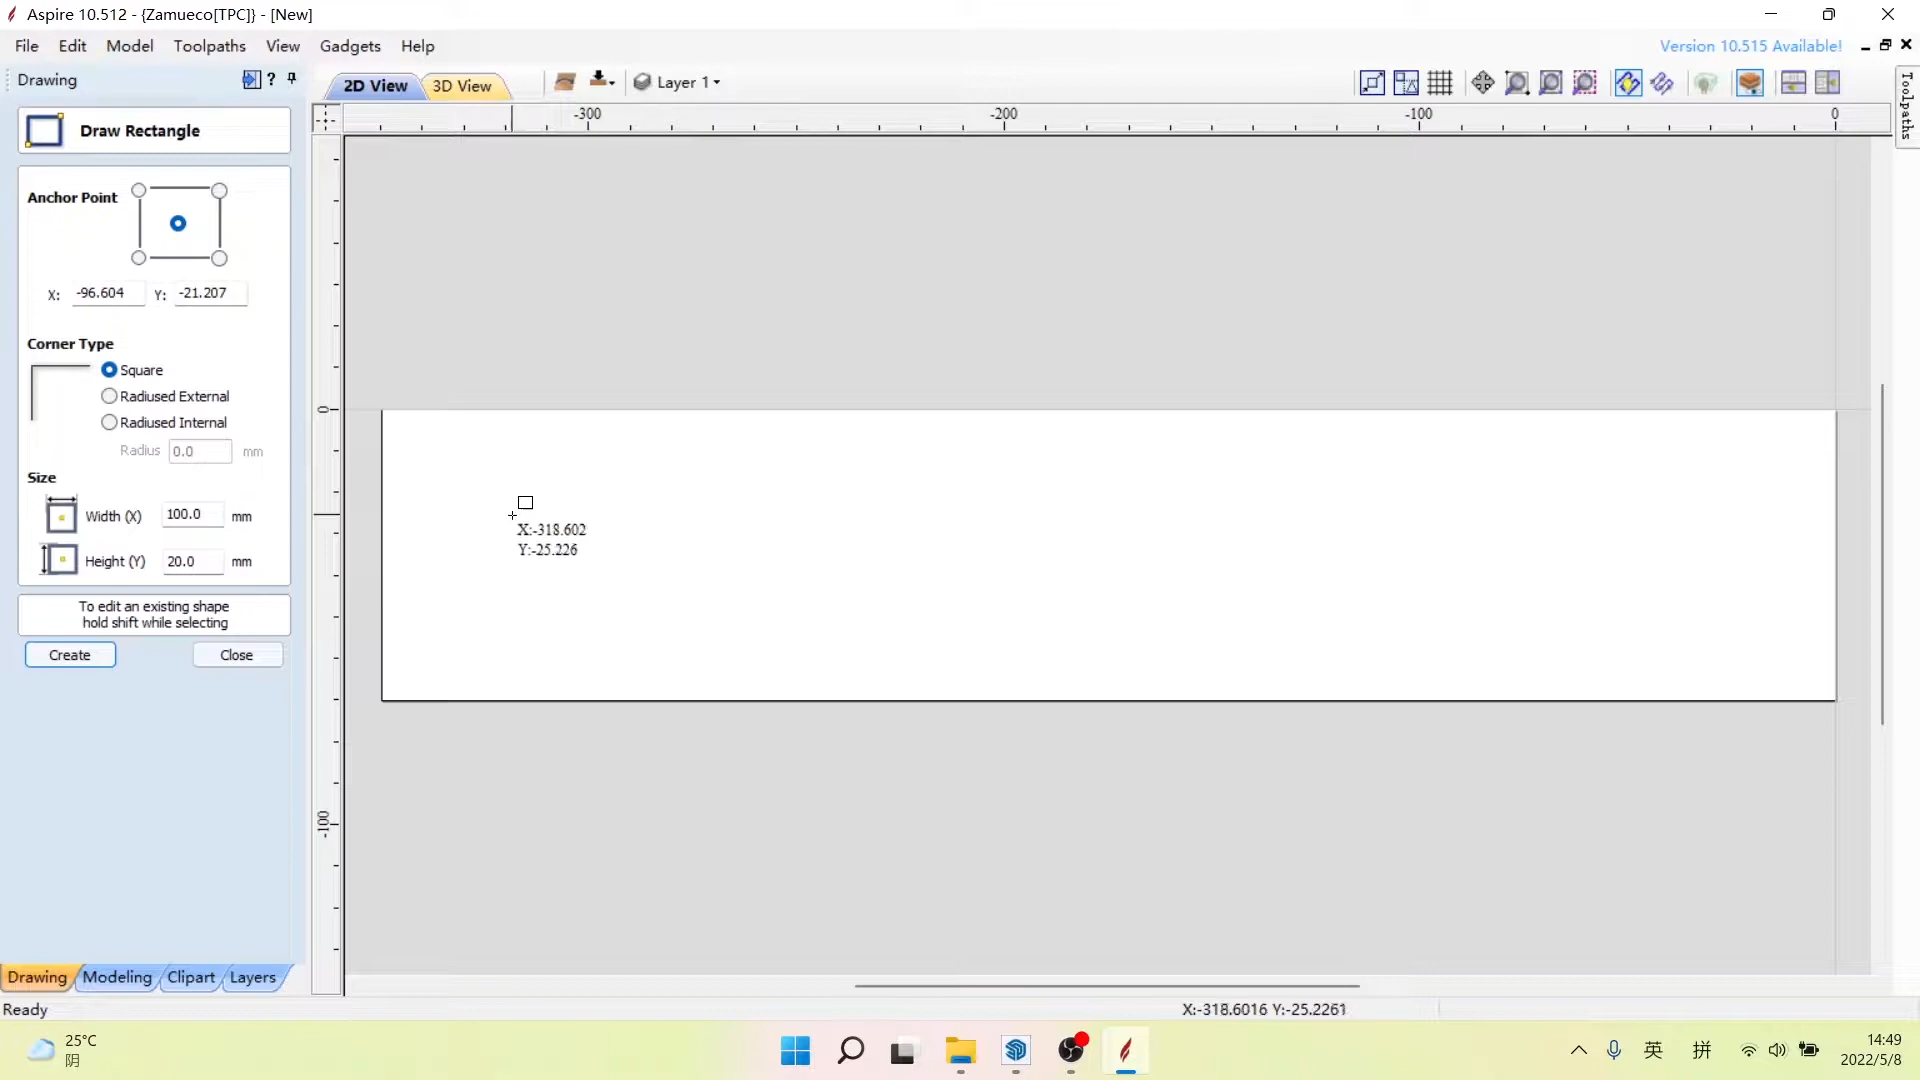 Aspire 10.512 - {Zamueco[TPC]} - [New]
File Edit Model Toolpaths View Gadgets Help
Version 10.515 Available!
Drawing
?
2D View
3D View
Layer 1
Toolpaths
-300
-200
-100
0
Draw Rectangle
Anchor Point
X: -96.604 Y: -21.207
Corner Type
Square
Radiused External
Radiused Internal
Radius 0.0 mm
Size
Width (X) 100.0 mm
Height (Y) 20.0 mm
To edit an existing shape
hold shift while selecting
Create
Close
0
-100
X:-318.602
Y:-25.226
Drawing Modeling Clipart Layers
Ready
X:-318.6016 Y:-25.2261
25°C
阴
英
拼
14:49
2022/5/8